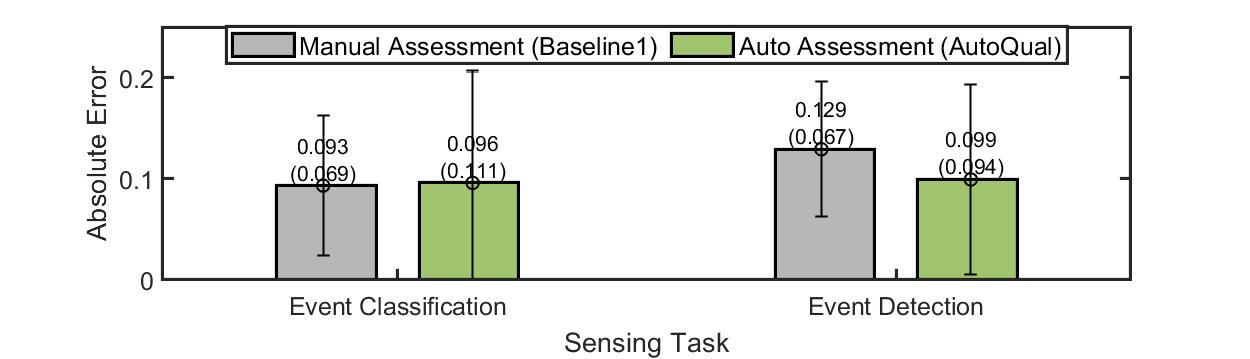 Manual Assessment (Baseline1) Auto Assessment (AutoQual)
Absolute Error
0.2
0.1
0
0.093
(0.069)
0.096
(0.111)
0.129
(0.067)
0.099
(0.094)
Event Classification Event Detection
Sensing Task